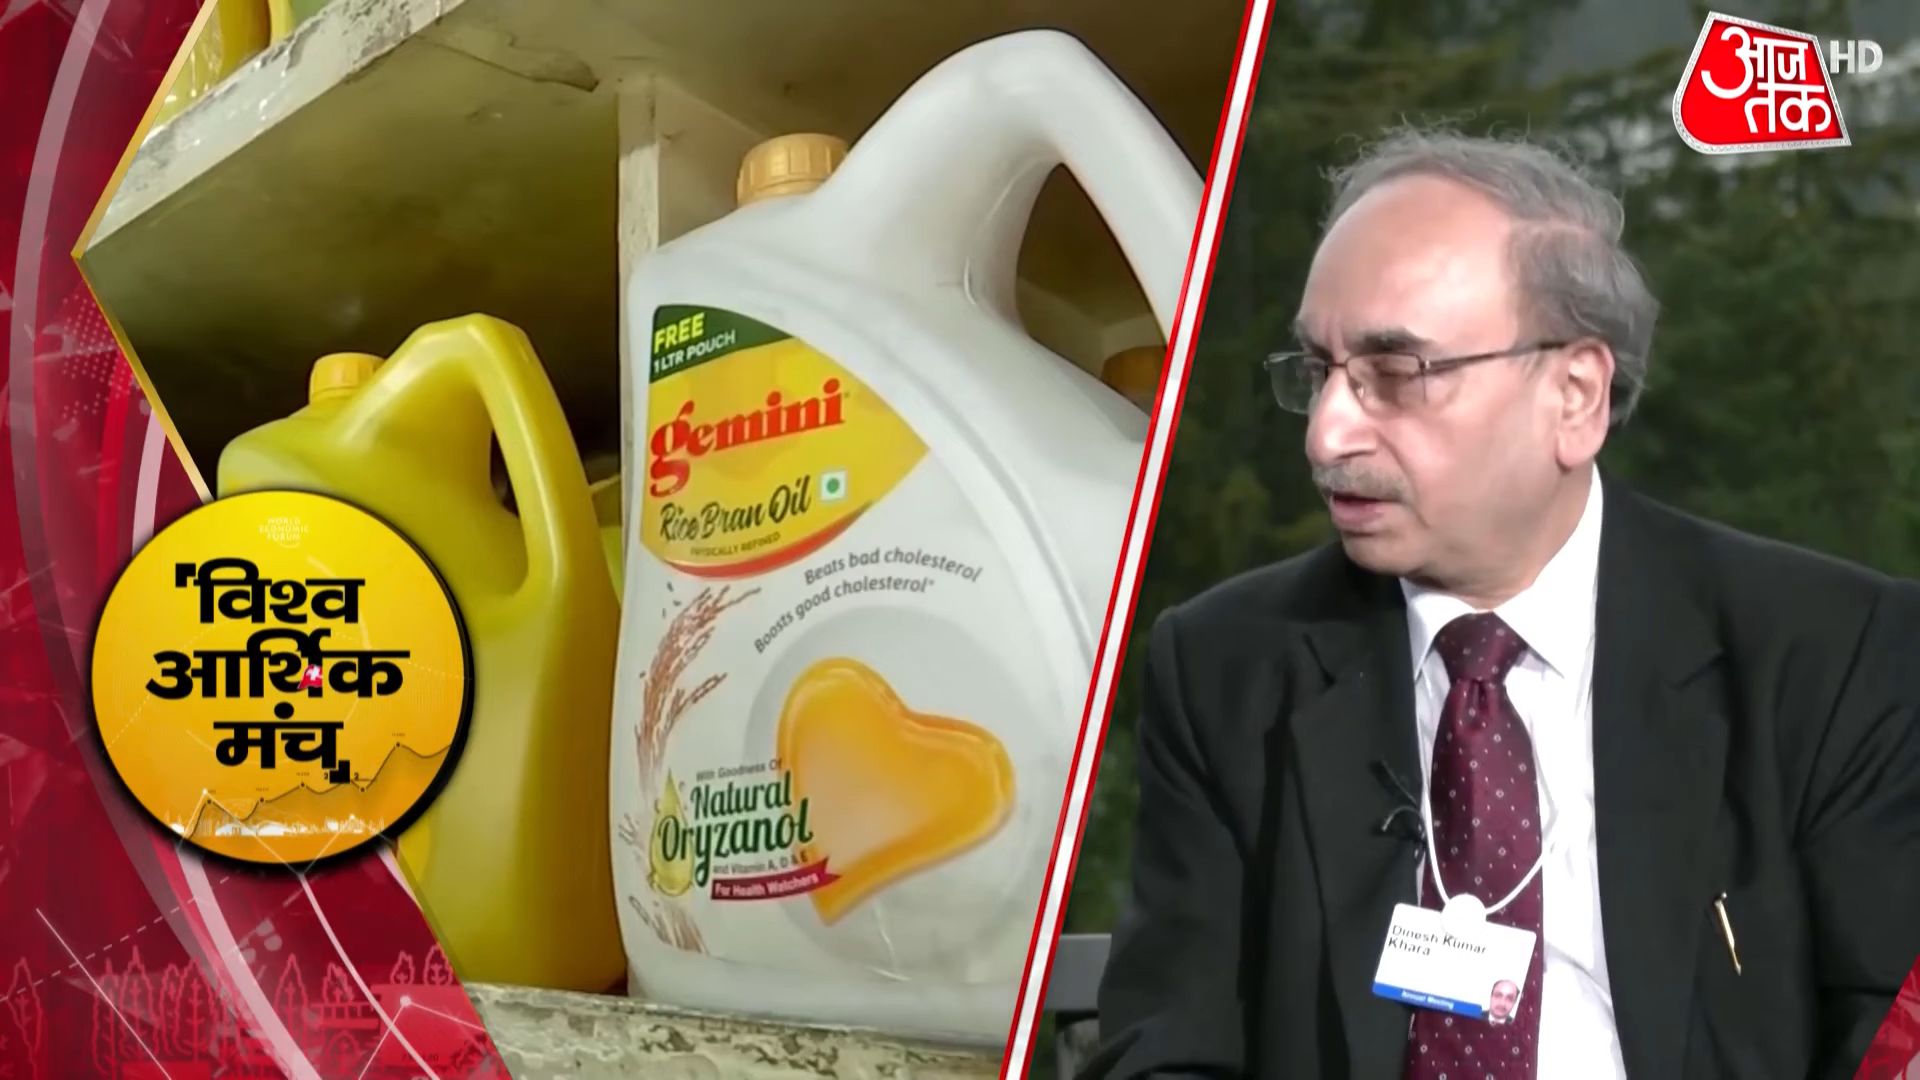 आज
तक
HD
FREE
1 LTR POUCH
gemini
Rice Bran Oil
PHYSICALLY REFINED
Beats bad cholesterol
Boosts good cholesterol*
With Goodness Of
Natural
Oryzanol
and Vitamin A, D & E
For Health Watchers
WORLD
ECONOMIC
FORUM
「विश्व
आर्थिक
मंच」
Dinesh Kumar
Khara
Annual Meeting